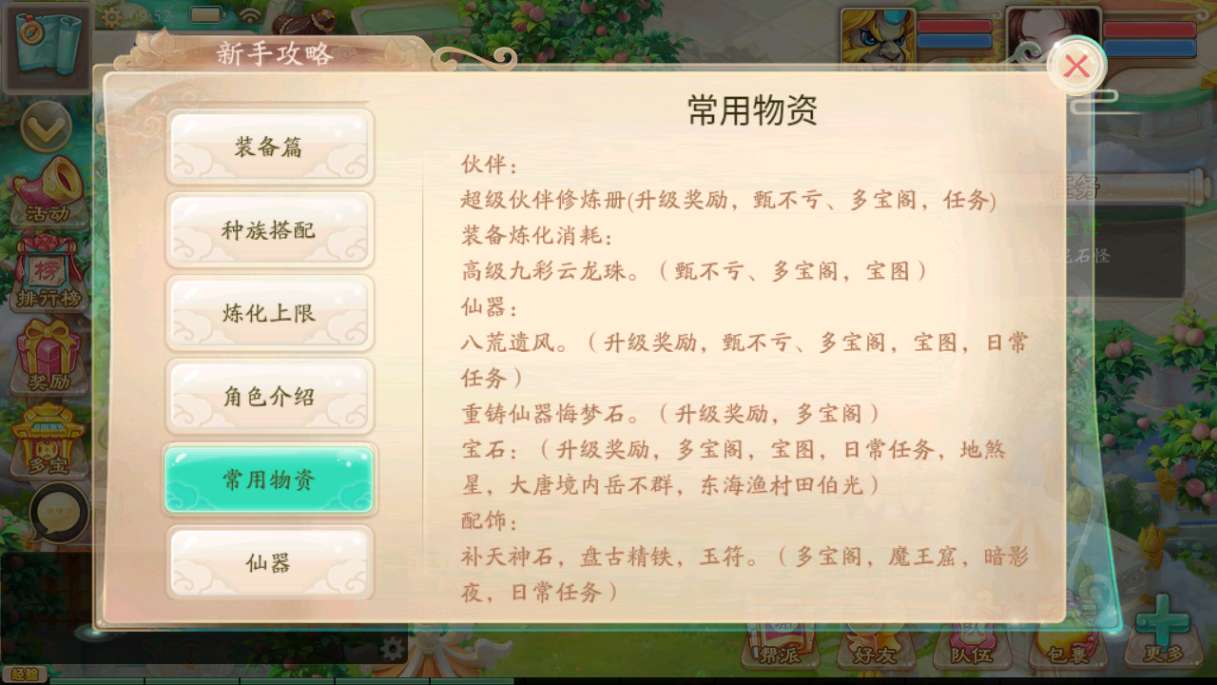 09:52
新手攻略
常用物资
装备篇
种族搭配
炼化上限
角色介绍
常用物资
仙器
伙伴：
超级伙伴修炼册(升级奖励，甄不亏、多宝阁，任务)
装备炼化消耗：
高级九彩云龙珠。（甄不亏、多宝阁，宝图）
仙器：
八荒遗风。（升级奖励，甄不亏、多宝阁，宝图，日常
任务）
重铸仙器悔梦石。（升级奖励，多宝阁）
宝石：（升级奖励，多宝阁，宝图，日常任务，地煞
星，大唐境内岳不群，东海渔村田伯光）
配饰：
补天神石，盘古精铁，玉符。（多宝阁，魔王窟，暗影
夜，日常任务）
活动
榜
排行榜
奖励
多宝
任务
石怪
帮派
好友
队伍
包裹
更多
经验